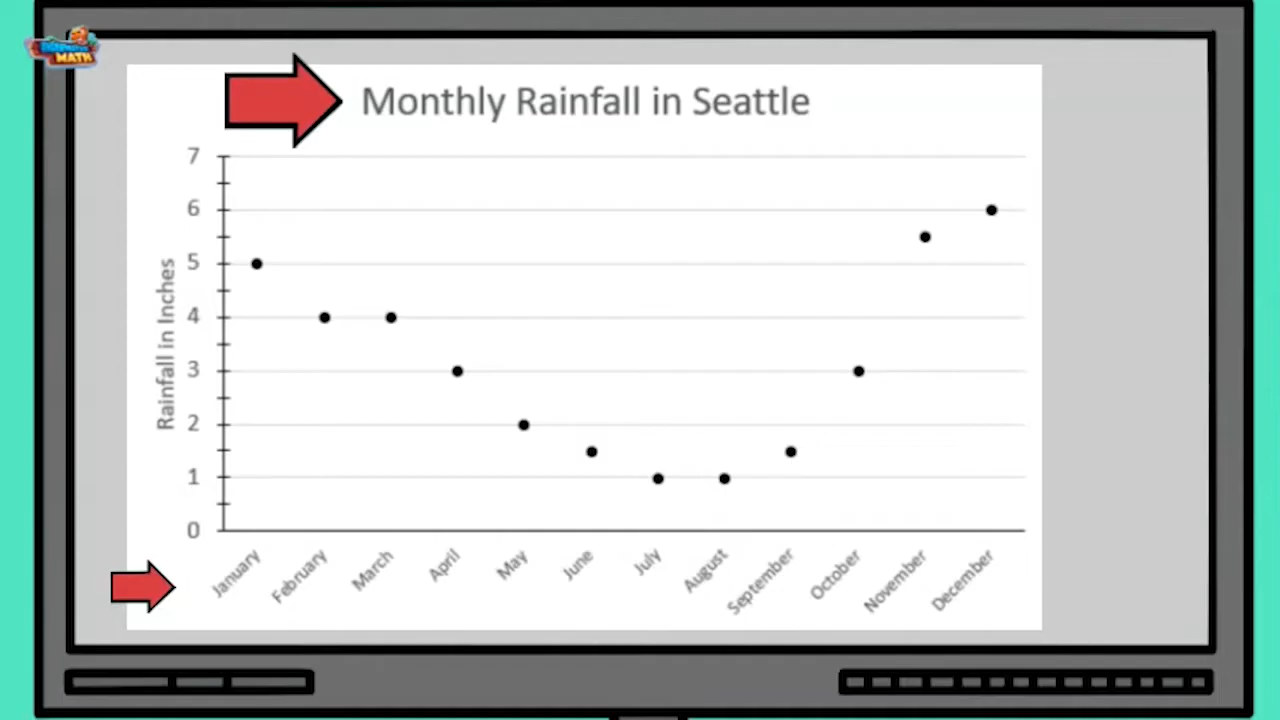 MATH
Monthly Rainfall in Seattle
Rainfall in Inches
7
6
5
4
3
2
1
0
January
February
March
April
May
June
July
August
September
October
November
December